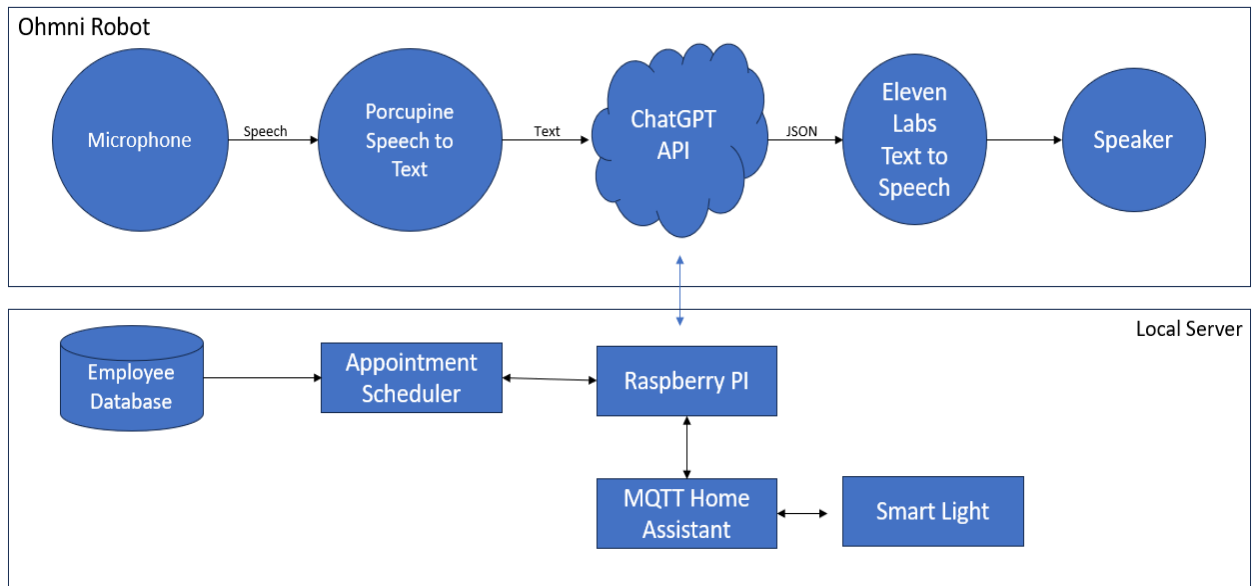 Ohmni Robot
Microphone
Speech
Porcupine
Speech to
Text
Text
ChatGPT
API
JSON
Eleven
Labs
Text to
Speech
Speaker
Local Server
Employee
Database
Appointment
Scheduler
Raspberry PI
MQTT Home
Assistant
Smart Light